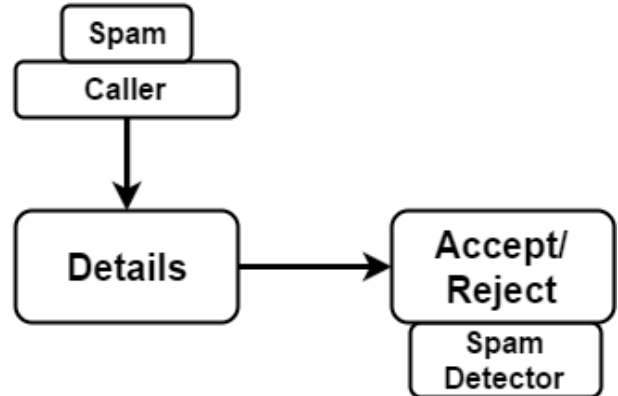 Spam
Caller
Details
Accept/
Reject
Spam
Detector